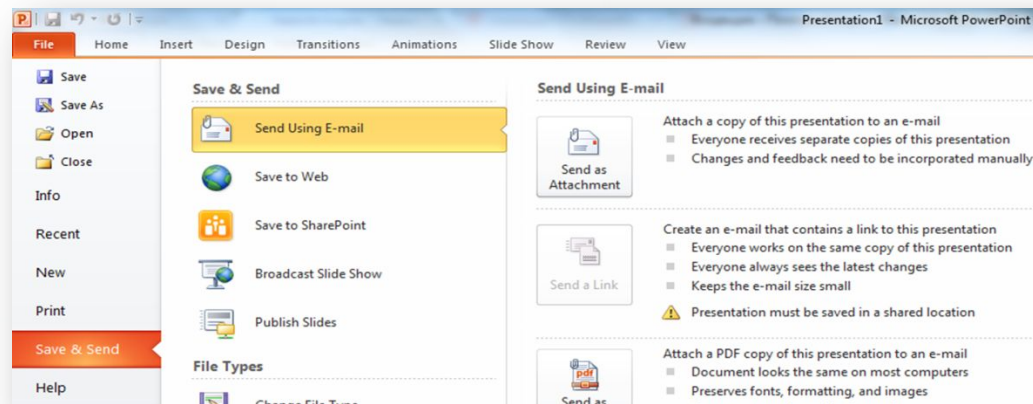 Presentation1 - Microsoft PowerPoint
File Home Insert Design Transitions Animations Slide Show Review View
Save
Save As
Open
Close
Info
Recent
New
Print
Save & Send
Help
Save & Send
Send Using E-mail
Save to Web
Save to SharePoint
Broadcast Slide Show
Publish Slides
File Types
Change File Type
Send Using E-mail
Send as
Attachment
Attach a copy of this presentation to an e-mail
Everyone receives separate copies of this presentation
Changes and feedback need to be incorporated manually
Send a Link
Create an e-mail that contains a link to this presentation
Everyone works on the same copy of this presentation
Everyone always sees the latest changes
Keeps the e-mail size small
Presentation must be saved in a shared location
pdf
Send as
Attach a PDF copy of this presentation to an e-mail
Document looks the same on most computers
Preserves fonts, formatting, and images